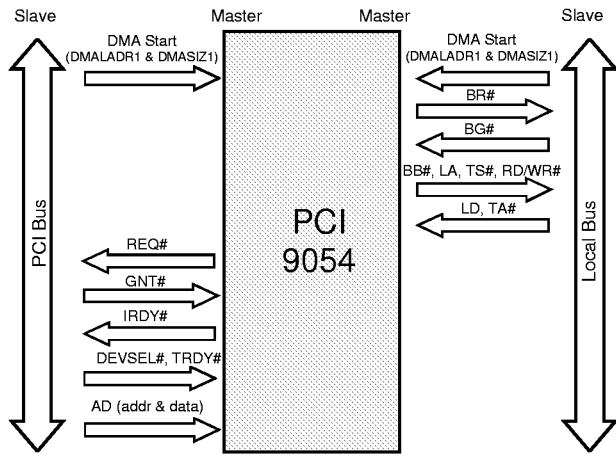 Slave
Master
Master
Slave
DMA Start
(DMALADR1 & DMASIZ1)
DMA Start
(DMALADR1 & DMASIZ1)
BR#
BG#
BB#, LA, TS#, RD/WR#
LD, TA#
PCI Bus
PCI
9054
Local Bus
REQ#
GNT#
IRDY#
DEVSEL#, TRDY#
AD (addr & data)